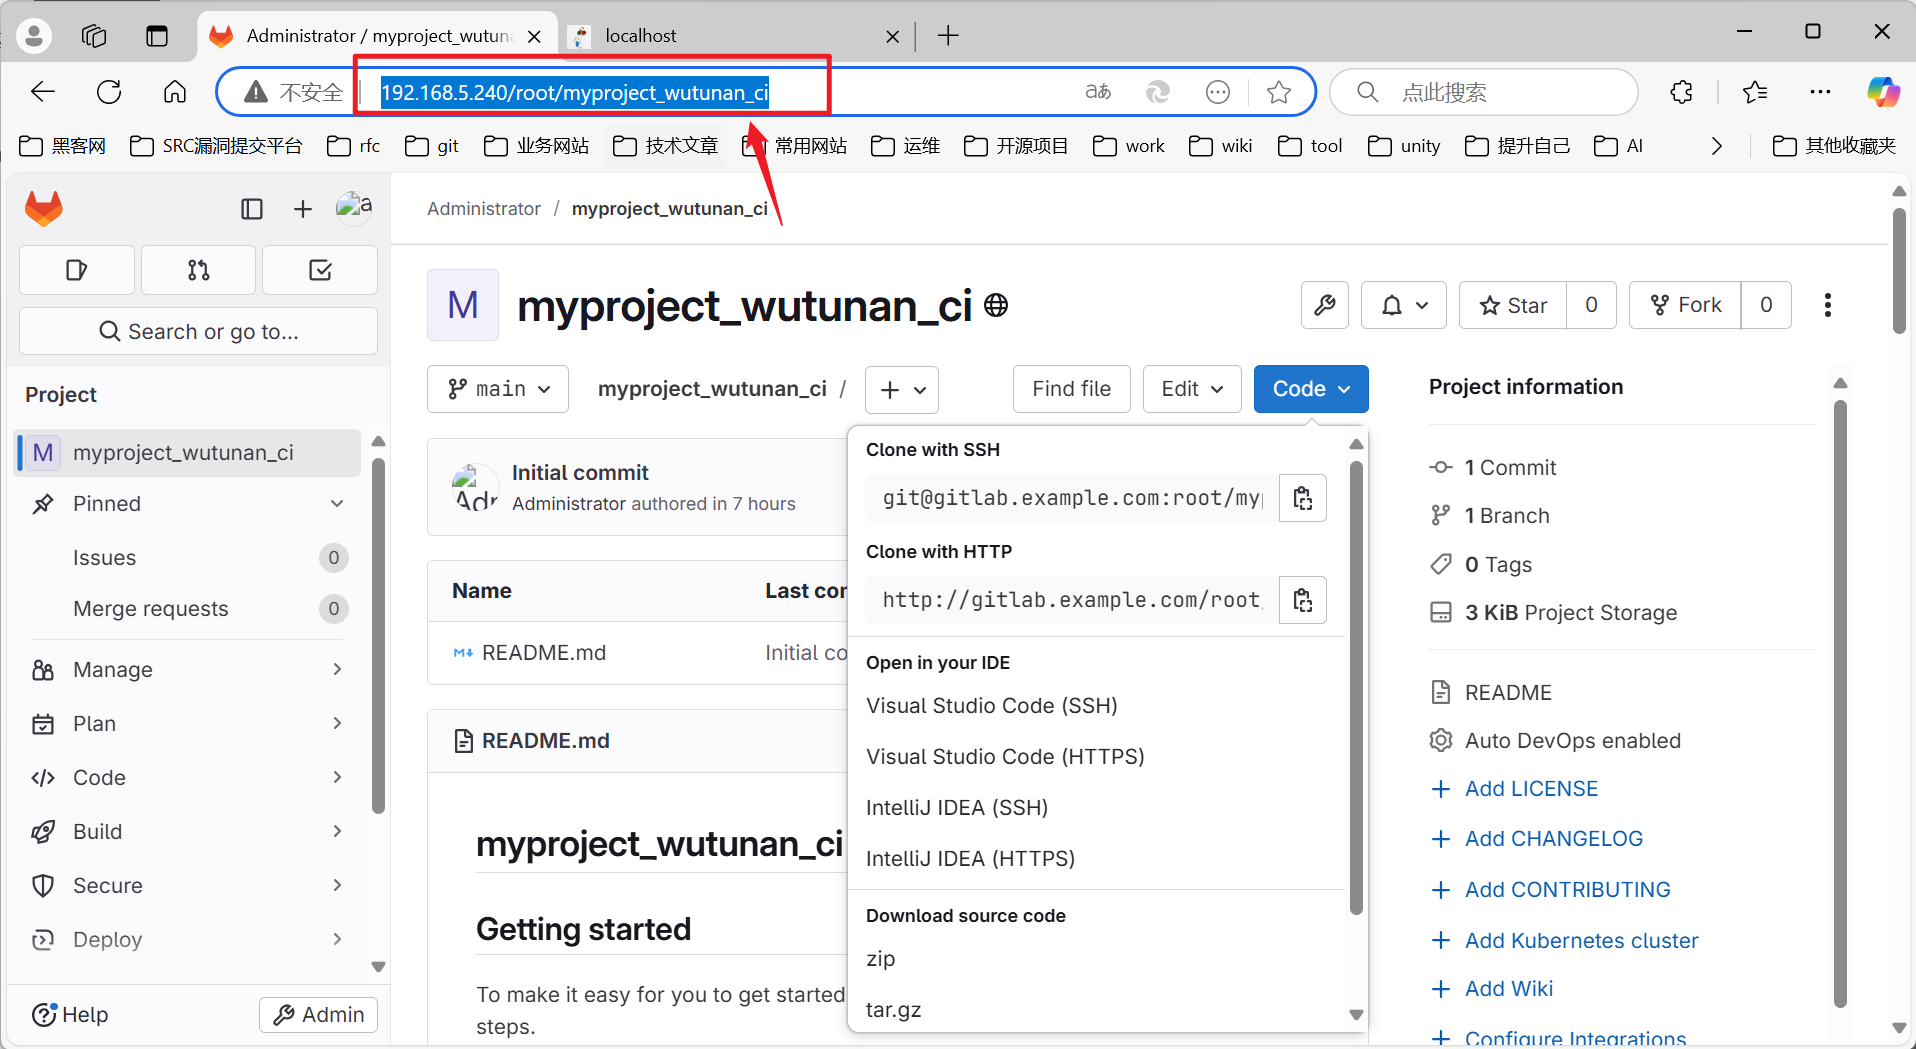 Administrator / myproject_wutuna
localhost
不安全
192.168.5.240/root/myproject_wutunan_ci
aあ
点此搜索
黑客网 SRC漏洞提交平台 rfc git 业务网站 技术文章 常用网站 运维 开源项目 work wiki tool unity 提升自己 AI 其他收藏夹
a
Administrator / myproject_wutunan_ci
Search or go to...
Project
M myproject_wutunan_ci
Pinned
Issues 0
Merge requests 0
Manage
Plan
Code
Build
Secure
Deploy
Help
Admin
M myproject_wutunan_ci
Star 0
Fork 0
main
myproject_wutunan_ci /
Find file
Edit
Code
Adr
Initial commit
Administrator authored in 7 hours
Name Last con
README.md Initial co
README.md
myproject_wutunan_ci
Getting started
To make it easy for you to get started
steps.
Clone with SSH
git@gitlab.example.com:root/my
Clone with HTTP
http://gitlab.example.com/root
Open in your IDE
Visual Studio Code (SSH)
Visual Studio Code (HTTPS)
IntelliJ IDEA (SSH)
IntelliJ IDEA (HTTPS)
Download source code
zip
tar.gz
Project information
1 Commit
1 Branch
0 Tags
3 KiB Project Storage
README
Auto DevOps enabled
Add LICENSE
Add CHANGELOG
Add CONTRIBUTING
Add Kubernetes cluster
Add Wiki
Configure Integrations